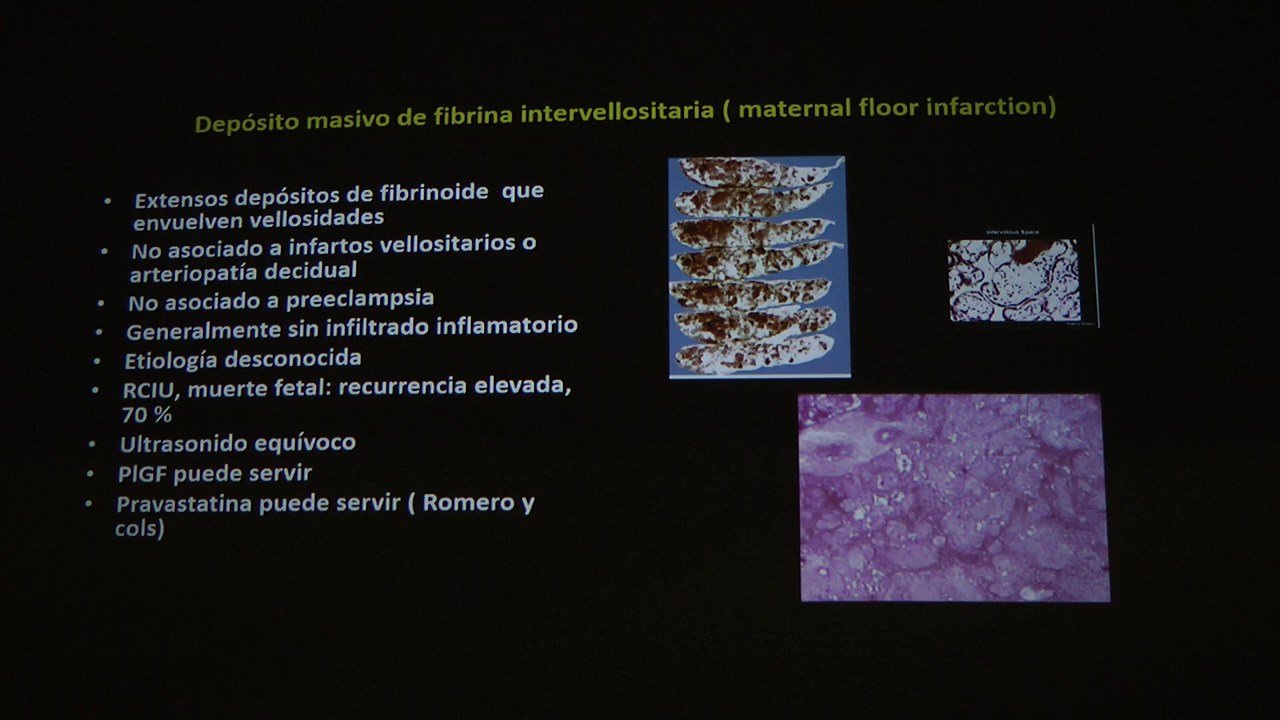 Depósito masivo de fibrina intervellositaria ( maternal floor infarction)
• Extensos depósitos de fibrinoide que
envuelven vellosidades
• No asociado a infartos vellositarios o
arteriopatía decidual
• No asociado a preeclampsia
• Generalmente sin infiltrado inflamatorio
• Etiología desconocida
• RCIU, muerte fetal: recurrencia elevada,
70 %
• Ultrasonido equívoco
• PlGF puede servir
• Pravastatina puede servir ( Romero y
cols)
Intervillous Space